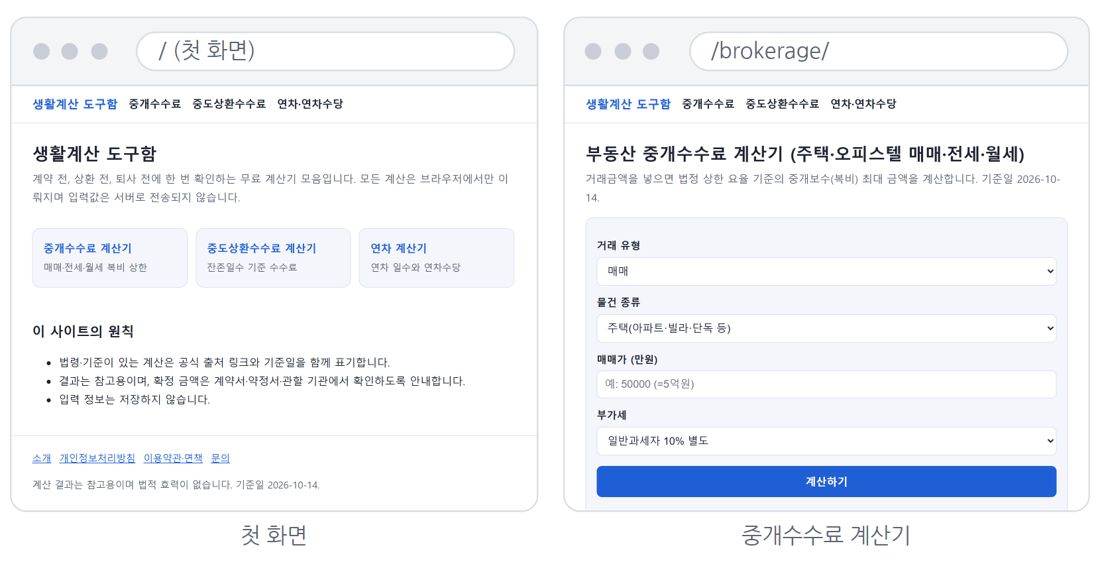 / (첫 화면)
생활계산 도구함 중개수수료 중도상환수수료 연차·연차수당
생활계산 도구함
계약 전, 상환 전, 퇴사 전에 한 번 확인하는 무료 계산기 모음입니다. 모든 계산은 브라우저에서만 이
뤄지며 입력값은 서버로 전송되지 않습니다.
중개수수료 계산기
매매·전세·월세 복비 상한
중도상환수수료 계산기
잔존일수 기준 수수료
연차 계산기
연차 일수와 연차수당
이 사이트의 원칙
• 법령·기준이 있는 계산은 공식 출처 링크와 기준일을 함께 표기합니다.
• 결과는 참고용이며, 확정 금액은 계약서·약정서·관할 기관에서 확인하도록 안내합니다.
• 입력 정보는 저장하지 않습니다.
소개 개인정보처리방침 이용약관·면책 문의
계산 결과는 참고용이며 법적 효력이 없습니다. 기준일 2026-10-14.
첫 화면
/brokerage/
생활계산 도구함 중개수수료 중도상환수수료 연차·연차수당
부동산 중개수수료 계산기 (주택·오피스텔 매매·전세·월세)
거래금액을 넣으면 법정 상한 요율 기준의 중개보수(복비) 최대 금액을 계산합니다. 기준일 2026-10-
14.
거래 유형
매매
물건 종류
주택(아파트·빌라·단독 등)
매매가 (만원)
예: 50000 (=5억원)
부가세
일반과세자 10% 별도
계산하기
중개수수료 계산기